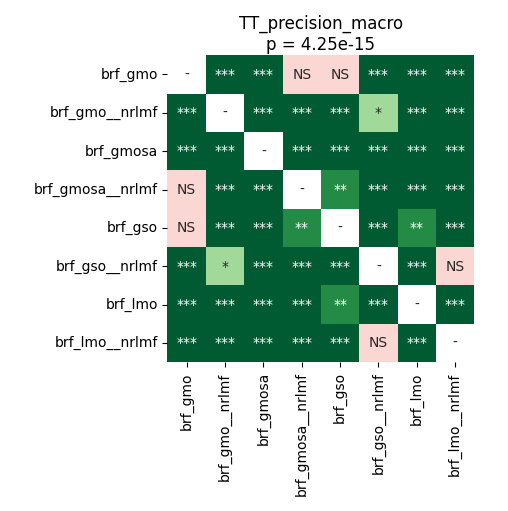 TT_precision_macro
p = 4.25e-15
brf_gmo - *** *** NS NS *** *** ***
brf_gmo__nrlmf *** - *** *** *** * *** ***
brf_gmosa *** *** - *** *** *** *** ***
brf_gmosa__nrlmf NS *** *** - ** *** *** ***
brf_gso NS *** *** ** - *** ** ***
brf_gso__nrlmf *** * *** *** *** - *** NS
brf_lmo *** *** *** *** ** *** - ***
brf_lmo__nrlmf *** *** *** *** *** NS *** -
brf_gmo
brf_gmo__nrlmf
brf_gmosa
brf_gmosa__nrlmf
brf_gso
brf_gso__nrlmf
brf_lmo
brf_lmo__nrlmf